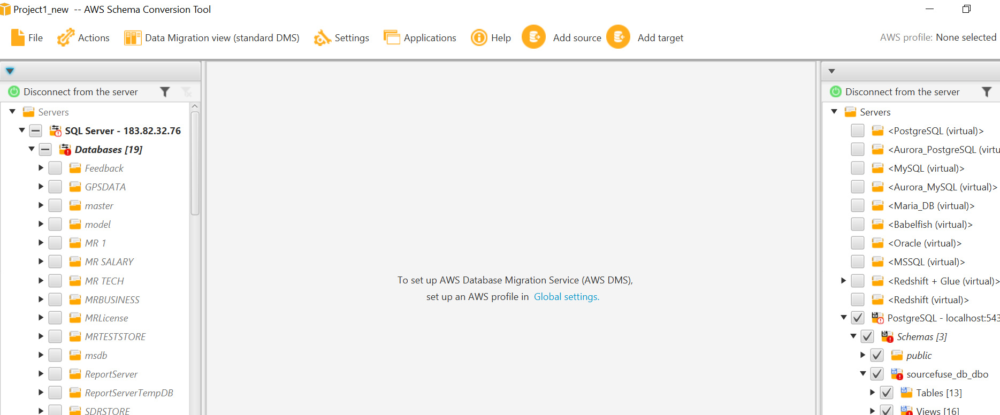 Project1_new -- AWS Schema Conversion Tool
File Actions Data Migration view (standard DMS) Settings Applications Help Add source Add target AWS profile: None selected
Disconnect from the server
Servers
SQL Server - 183.82.32.76
Databases [19]
Feedback
GPSDATA
master
model
MR 1
MR SALARY
MR TECH
MRBUSINESS
MRLicense
MRTESTSTORE
msdb
ReportServer
ReportServerTempDB
SDRSTORE
To set up AWS Database Migration Service (AWS DMS),
set up an AWS profile in Global settings.
Disconnect from the server
Servers
<PostgreSQL (virtual)>
<Aurora_PostgreSQL (virtu
<MySQL (virtual)>
<Aurora_MySQL (virtual)>
<Maria_DB (virtual)>
<Babelfish (virtual)>
<Oracle (virtual)>
<MSSQL (virtual)>
<Redshift + Glue (virtual)>
<Redshift (virtual)>
PostgreSQL - localhost:543
Schemas [3]
public
sourcefuse_db_dbo
Tables [13]
Views [16]